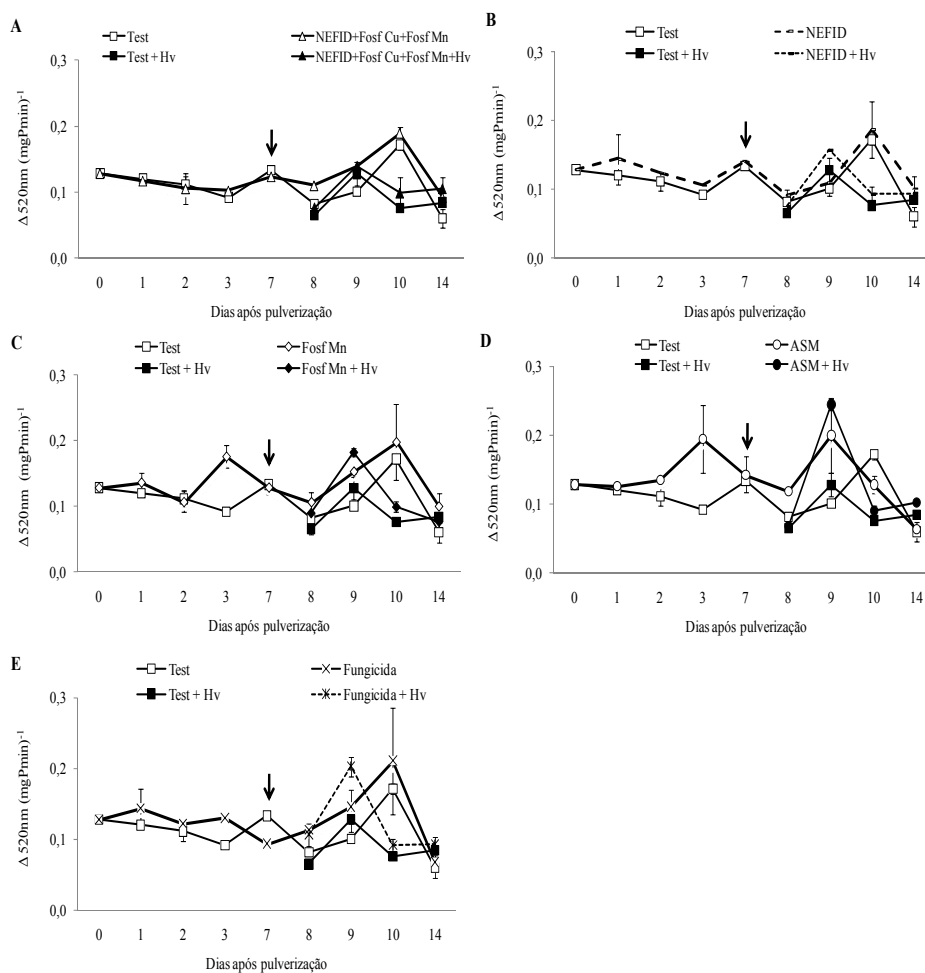 A
Test
NEFID+Fosf Cu+Fosf Mn
Test + Hv
NEFID+Fosf Cu+Fosf Mn+Hv
Δ520nm (mgPmin)⁻¹
0,3
0,2
0,1
0,0
0 1 2 3 7 8 9 10 14
Dias após pulverização
B
Test
NEFID
Test + Hv
NEFID + Hv
Δ520nm (mgPmin)⁻¹
0,3
0,2
0,1
0,0
0 1 2 3 7 8 9 10 14
Dias após pulverização
C
Test
Fosf Mn
Test + Hv
Fosf Mn + Hv
Δ520nm (mgPmin)⁻¹
0,3
0,2
0,1
0,0
0 1 2 3 7 8 9 10 14
Dias após pulverização
D
Test
ASM
Test + Hv
ASM + Hv
Δ520nm (mgPmin)⁻¹
0,3
0,2
0,1
0,0
0 1 2 3 7 8 9 10 14
Dias após pulverização
E
Test
Fungicida
Test + Hv
Fungicida + Hv
Δ520nm (mgPmin)⁻¹
0,3
0,2
0,1
0,0
0 1 2 3 7 8 9 10 14
Dias após pulverização